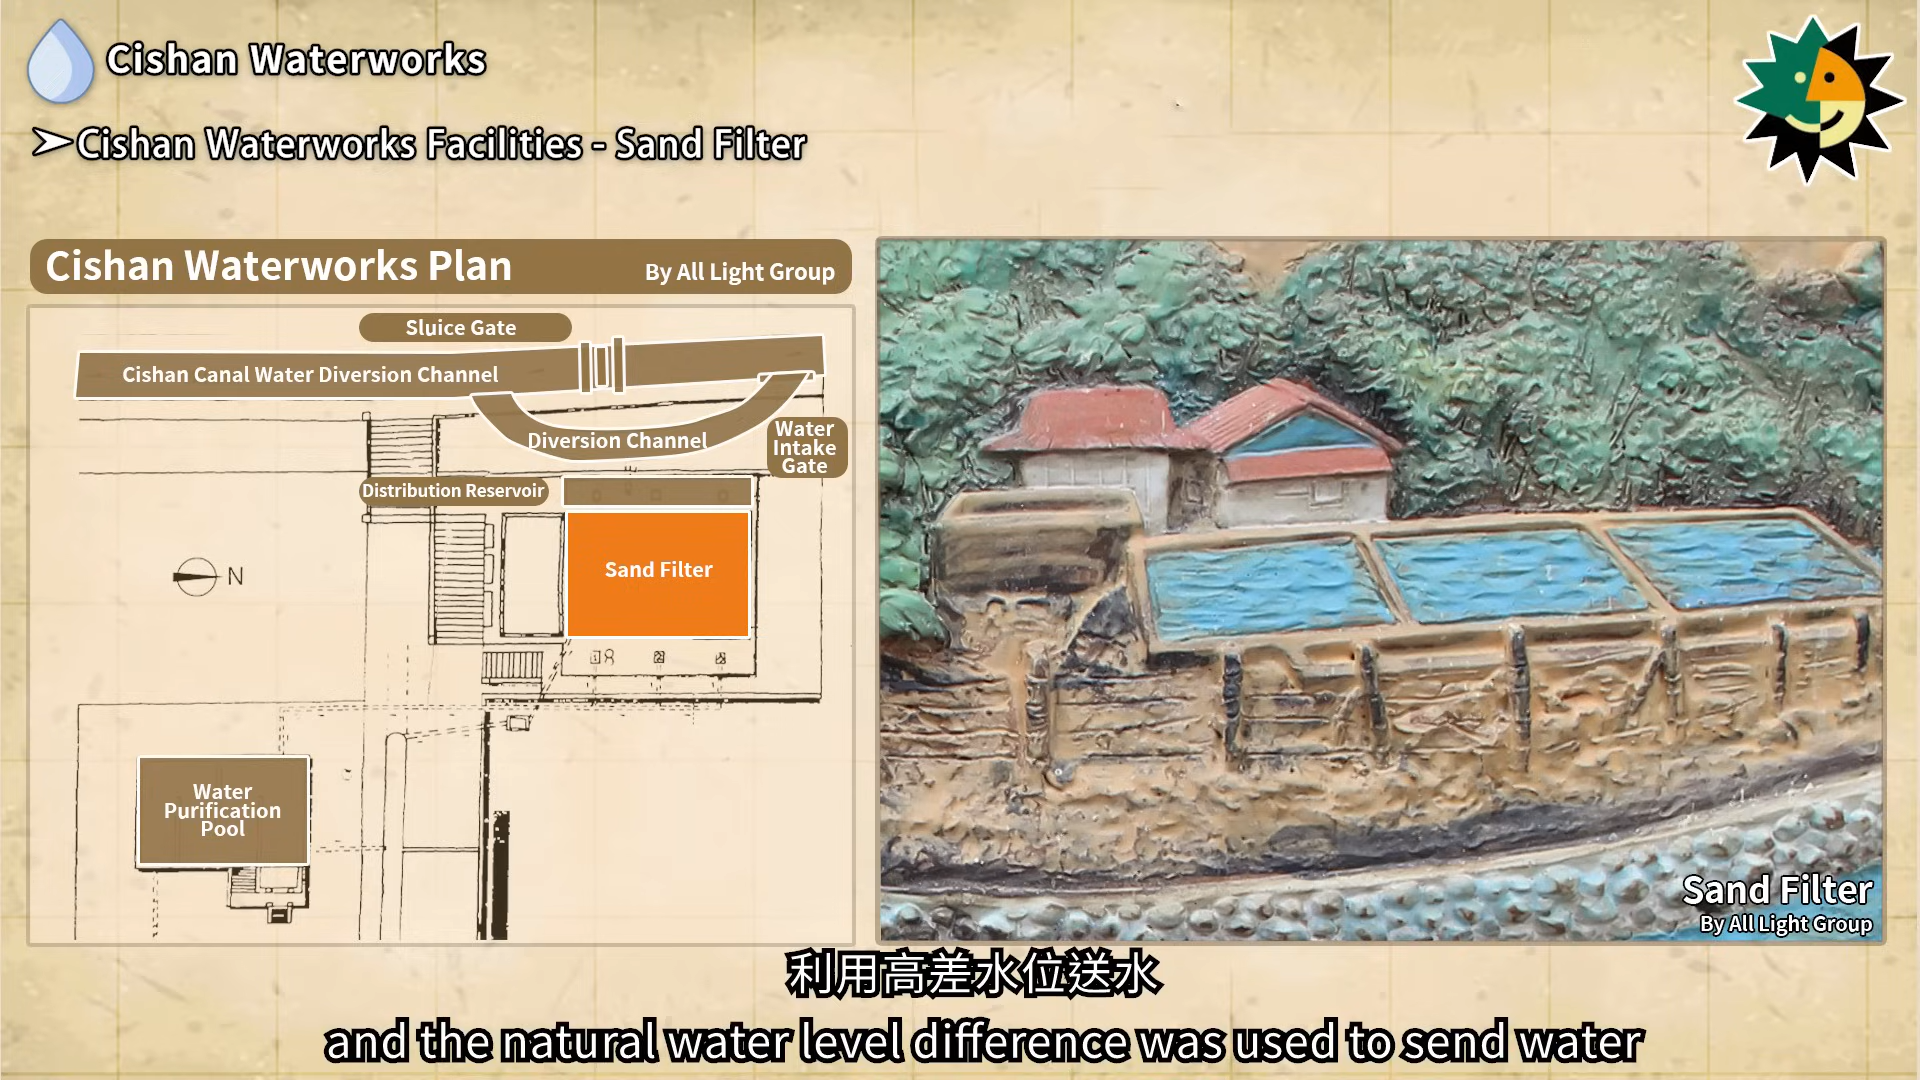 Cishan Waterworks
Cishan Waterworks Facilities - Sand Filter
Cishan Waterworks Plan
By All Light Group
Sluice Gate
Cishan Canal Water Diversion Channel
Diversion Channel
Water
Intake
Gate
Distribution Reservoir
Sand Filter
N
Water
Purification
Pool
Sand Filter
By All Light Group
利用高差水位送水
and the natural water level difference was used to send water